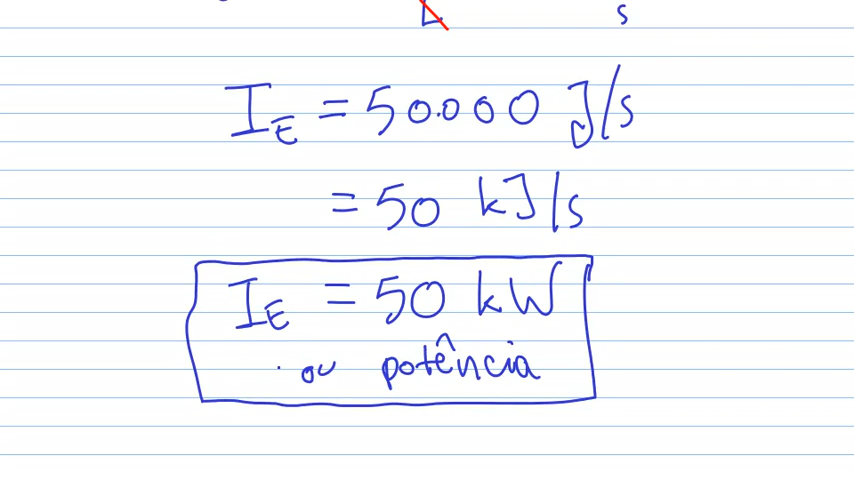 L s
I_E = 50.000 J/s
= 50 kJ/s
I_E = 50 kW
ou potência